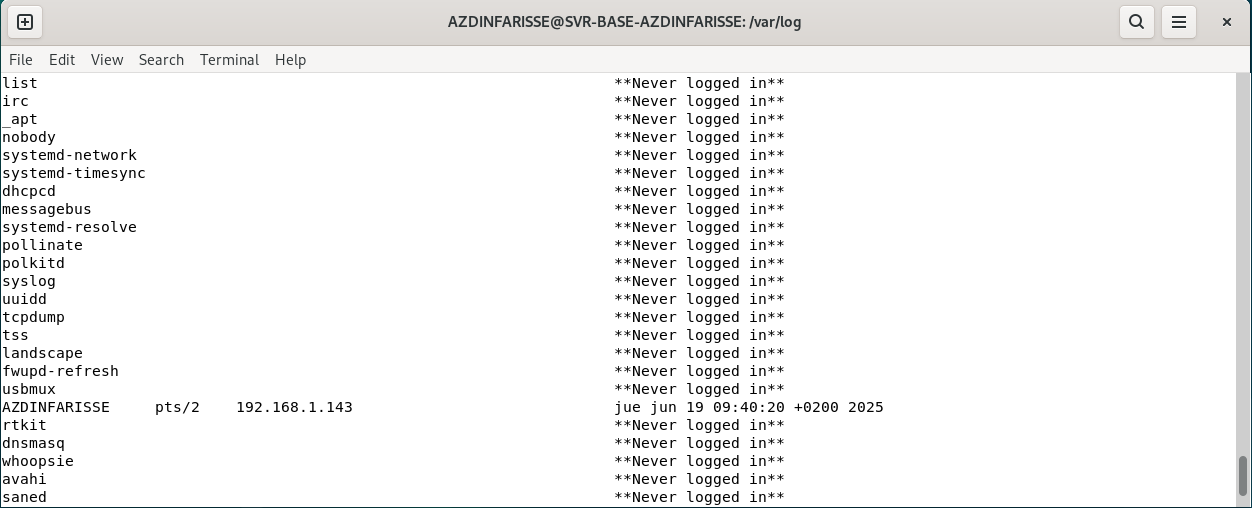 AZDINFARISSE@SVR-BASE-AZDINFARISSE: /var/log
File Edit View Search Terminal Help
list **Never logged in**
irc **Never logged in**
_apt **Never logged in**
nobody **Never logged in**
systemd-network **Never logged in**
systemd-timesync **Never logged in**
dhcpcd **Never logged in**
messagebus **Never logged in**
systemd-resolve **Never logged in**
pollinate **Never logged in**
polkitd **Never logged in**
syslog **Never logged in**
uuidd **Never logged in**
tcpdump **Never logged in**
tss **Never logged in**
landscape **Never logged in**
fwupd-refresh **Never logged in**
usbmux **Never logged in**
AZDINFARISSE pts/2 192.168.1.143 jue jun 19 09:40:20 +0200 2025
rtkit **Never logged in**
dnsmasq **Never logged in**
whoopsie **Never logged in**
avahi **Never logged in**
saned **Never logged in**